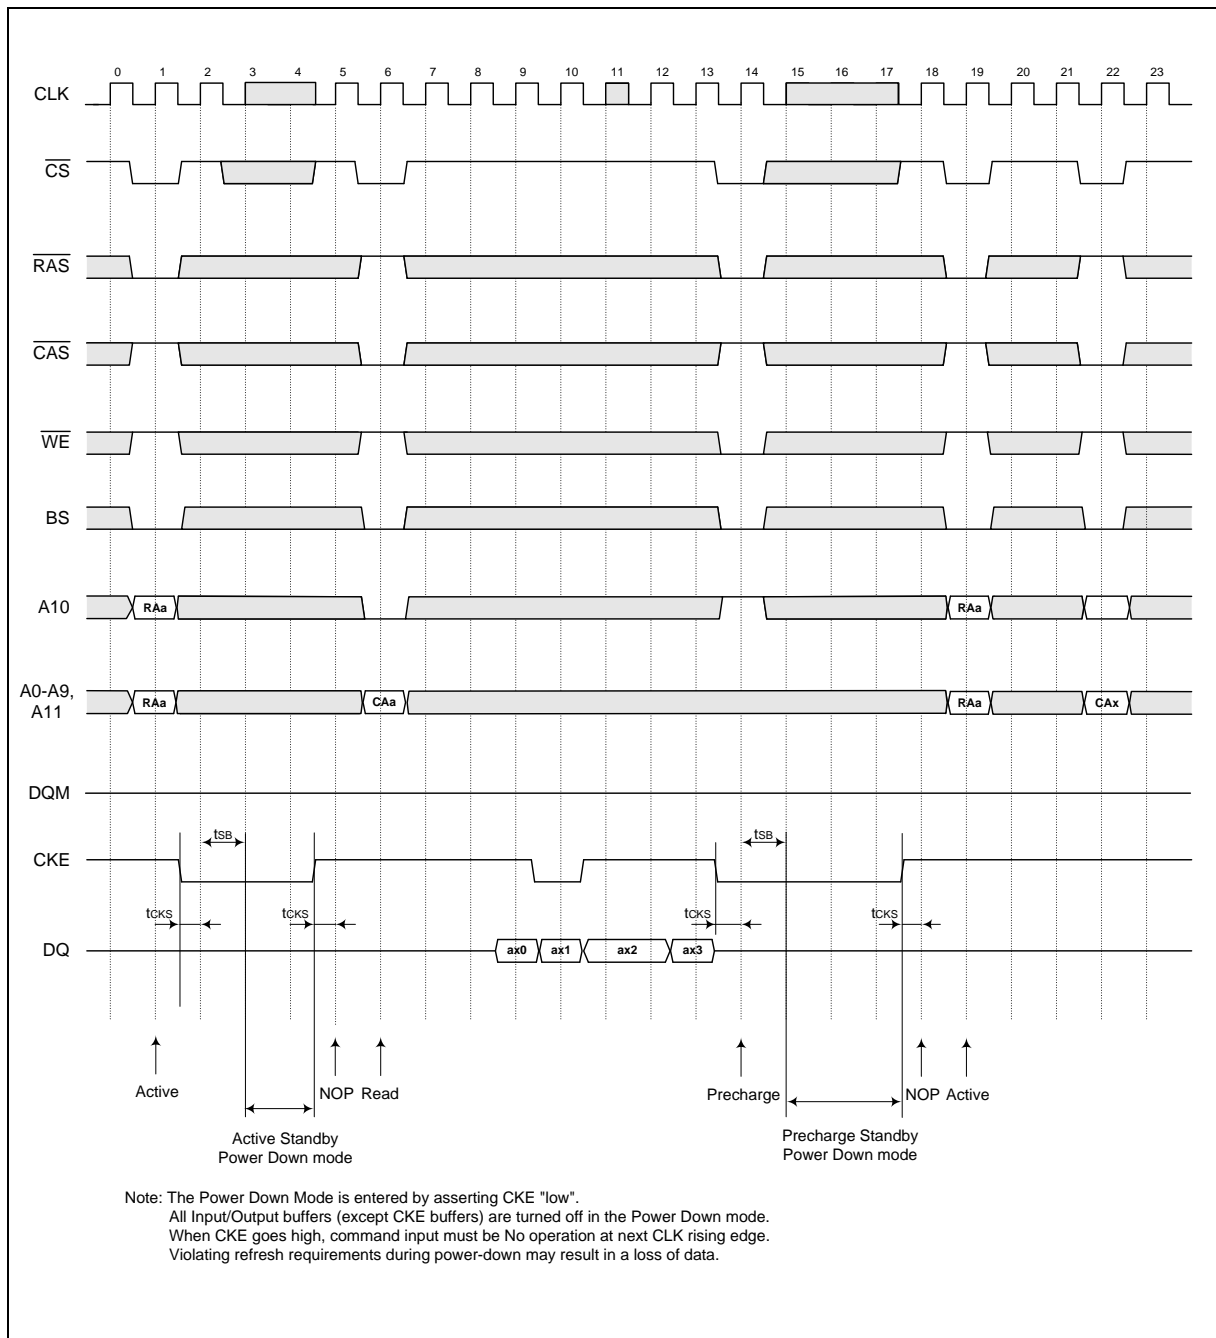 0 1 2 3 4 5 6 7 8 9 10 11 12 13 14 15 16 17 18 19 20 21 22 23
CLK
CS
RAS
CAS
WE
BS
A10 RAa RAa
A0-A9,
A11 RAa CAa RAa CAx
DQM
tSB tSB
CKE
tCKS tCKS tCKS tCKS
DQ ax0 ax1 ax2 ax3
Active NOP Read Precharge NOP Active
Active Standby
Power Down mode
Precharge Standby
Power Down mode
Note: The Power Down Mode is entered by asserting CKE "low".
All Input/Output buffers (except CKE buffers) are turned off in the Power Down mode.
When CKE goes high, command input must be No operation at next CLK rising edge.
Violating refresh requirements during power-down may result in a loss of data.